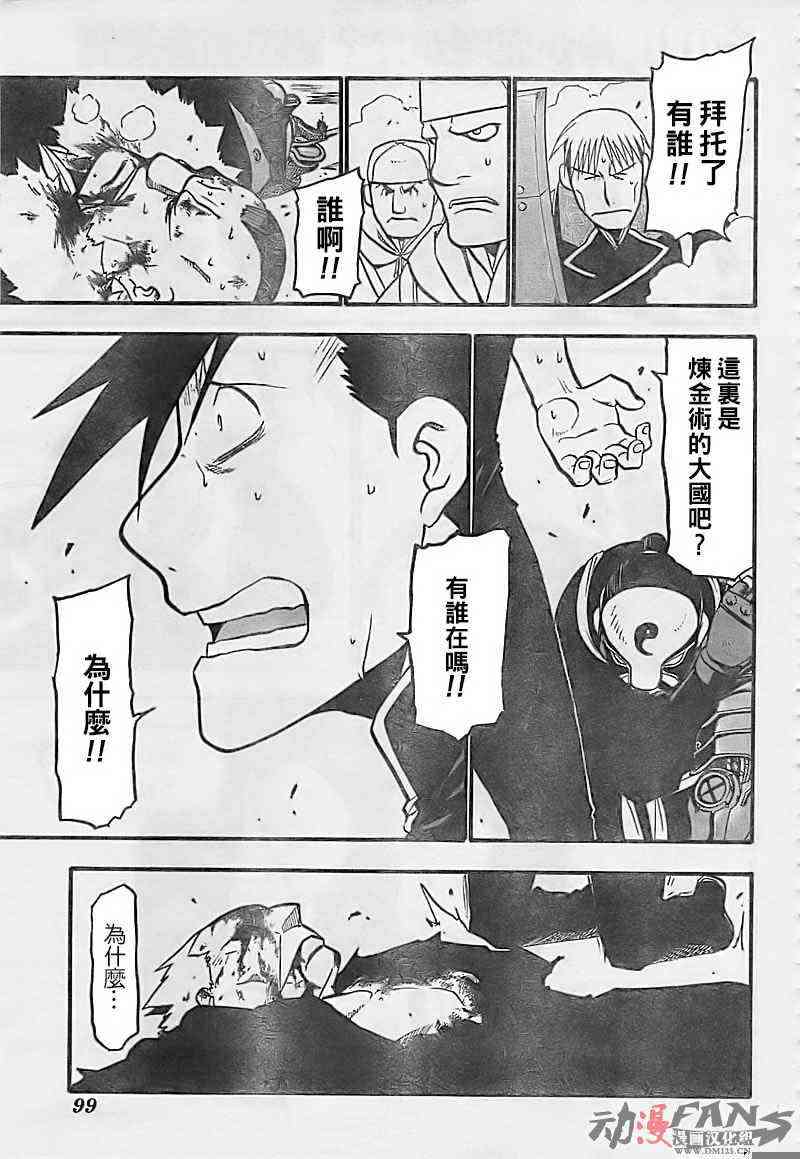 拜托了
有誰!!
誰啊!!
這裏是
煉金術的大國吧?
有誰在嗎!!
為什麼!!
為什麼…
99
动漫FANS
漫画汉化组
WWW.DM123.CN